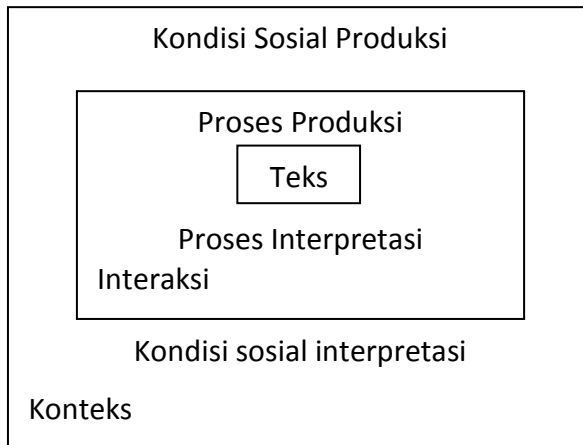 Kondisi Sosial Produksi
Proses Produksi
Teks
Proses Interpretasi
Interaksi
Kondisi sosial interpretasi
Konteks